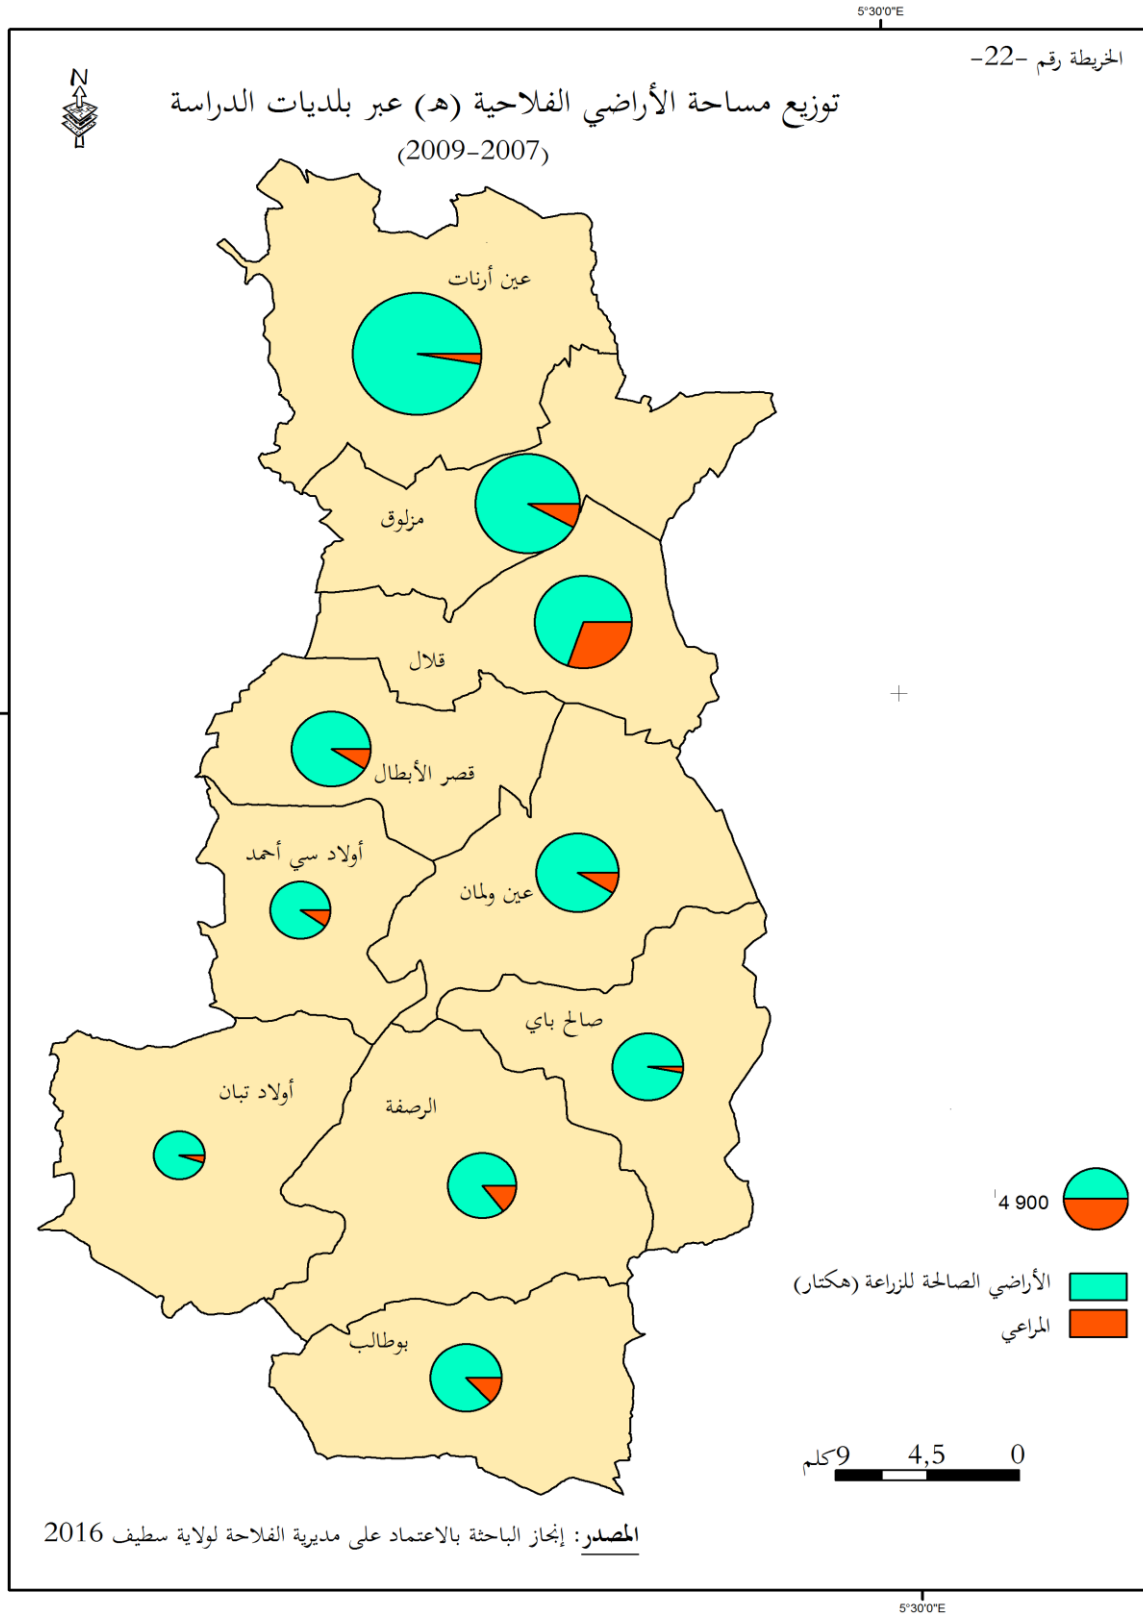 5°30'0"E
الخريطة رقم -22-
N
توزيع مساحة الأراضي الفلاحية (هـ) عبر بلديات الدراسة
(2007-2009)
عين أرنات
مزلوق
قلال
قصر الأبطال
أولاد سي أحمد
عين ولمان
صالح باي
أولاد تبان
الرصفة
بوطالب
4 900
الأراضي الصالحة للزراعة (هكتار)
المراعي
0 4,5 9 كلم
المصدر: إنجاز الباحثة بالاعتماد على مديرية الفلاحة لولاية سطيف 2016
5°30'0"E